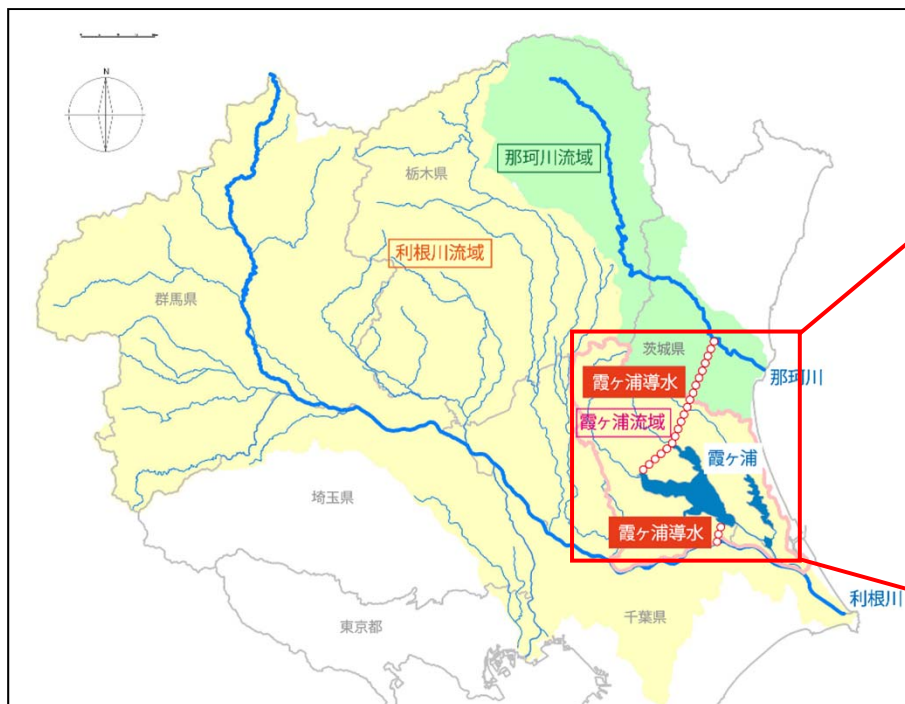 N
那珂川流域
栃木県
利根川流域
群馬県
茨城県
那珂川
霞ヶ浦導水
霞ヶ浦流域
霞ヶ浦
埼玉県
霞ヶ浦導水
利根川
千葉県
東京都